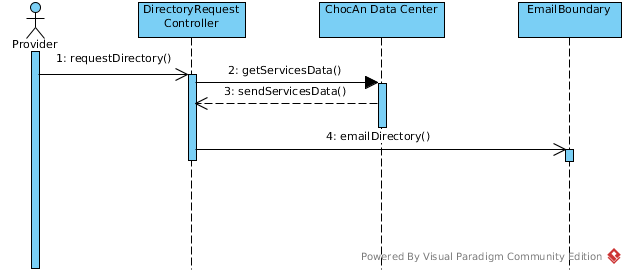 DirectoryRequest
Controller
ChocAn Data Center
EmailBoundary
Provider
1: requestDirectory()
2: getServicesData()
3: sendServicesData()
4: emailDirectory()
Powered By Visual Paradigm Community Edition